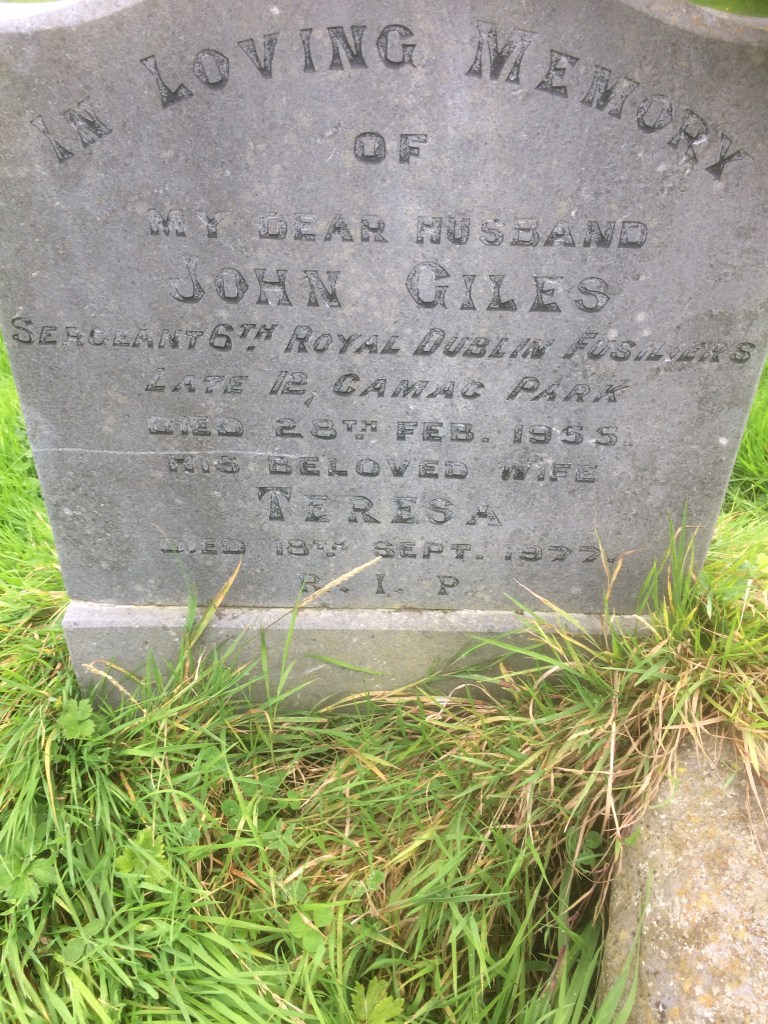 In Loving Memory
OF
MY DEAR HUSBAND
JOHN GILES
SERGEANT 6TH ROYAL DUBLIN FUSILIERS
LATE 12, CAMAC PARK
DIED 28TH FEB. 1955.
HIS BELOVED WIFE
TERESA
DIED 18TH SEPT. 1977.
R. I. P.